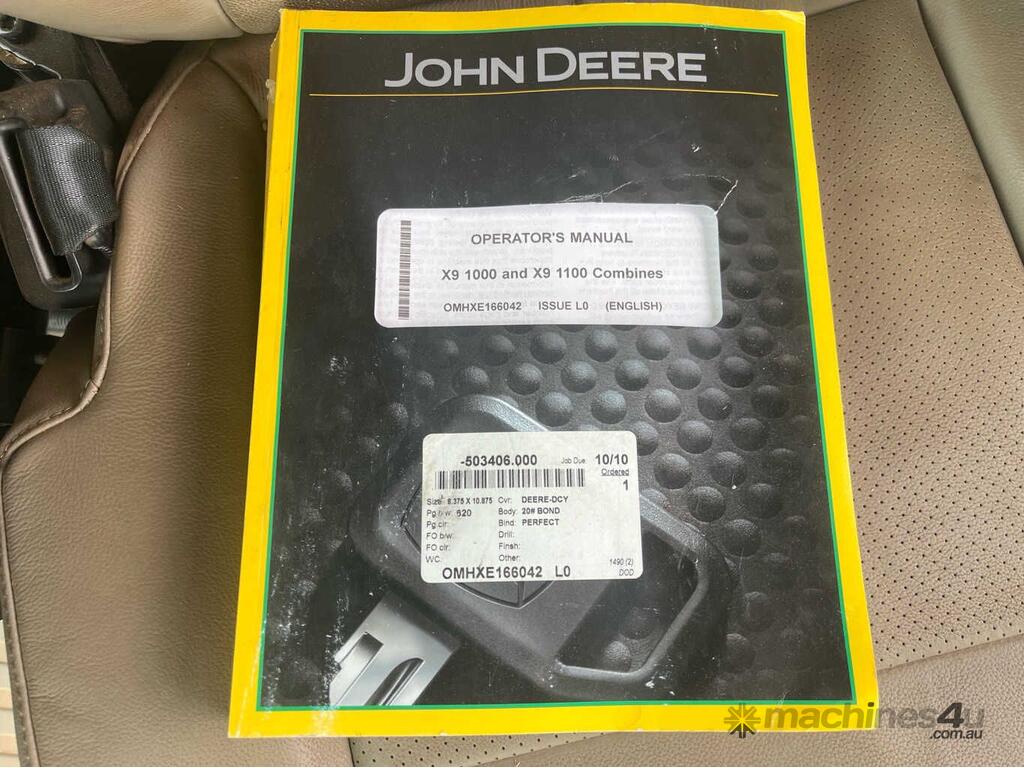 JOHN DEERE
OPERATOR'S MANUAL
X9 1000 and X9 1100 Combines
OMHXE166042 ISSUE L0 (ENGLISH)
-503406.000 Job Due: 10/10
Ordered
1
Size: 8.375 X 10.875 Cvr: DEERE-DCY
Pg b/w: 620 Body: 20# BOND
Pg clr: Bind: PERFECT
FO b/w: Drill:
FO clr: Finsh:
WC: Other: 1490 (2)
OMHXE166042 L0 DOD
machines4u
.com.au